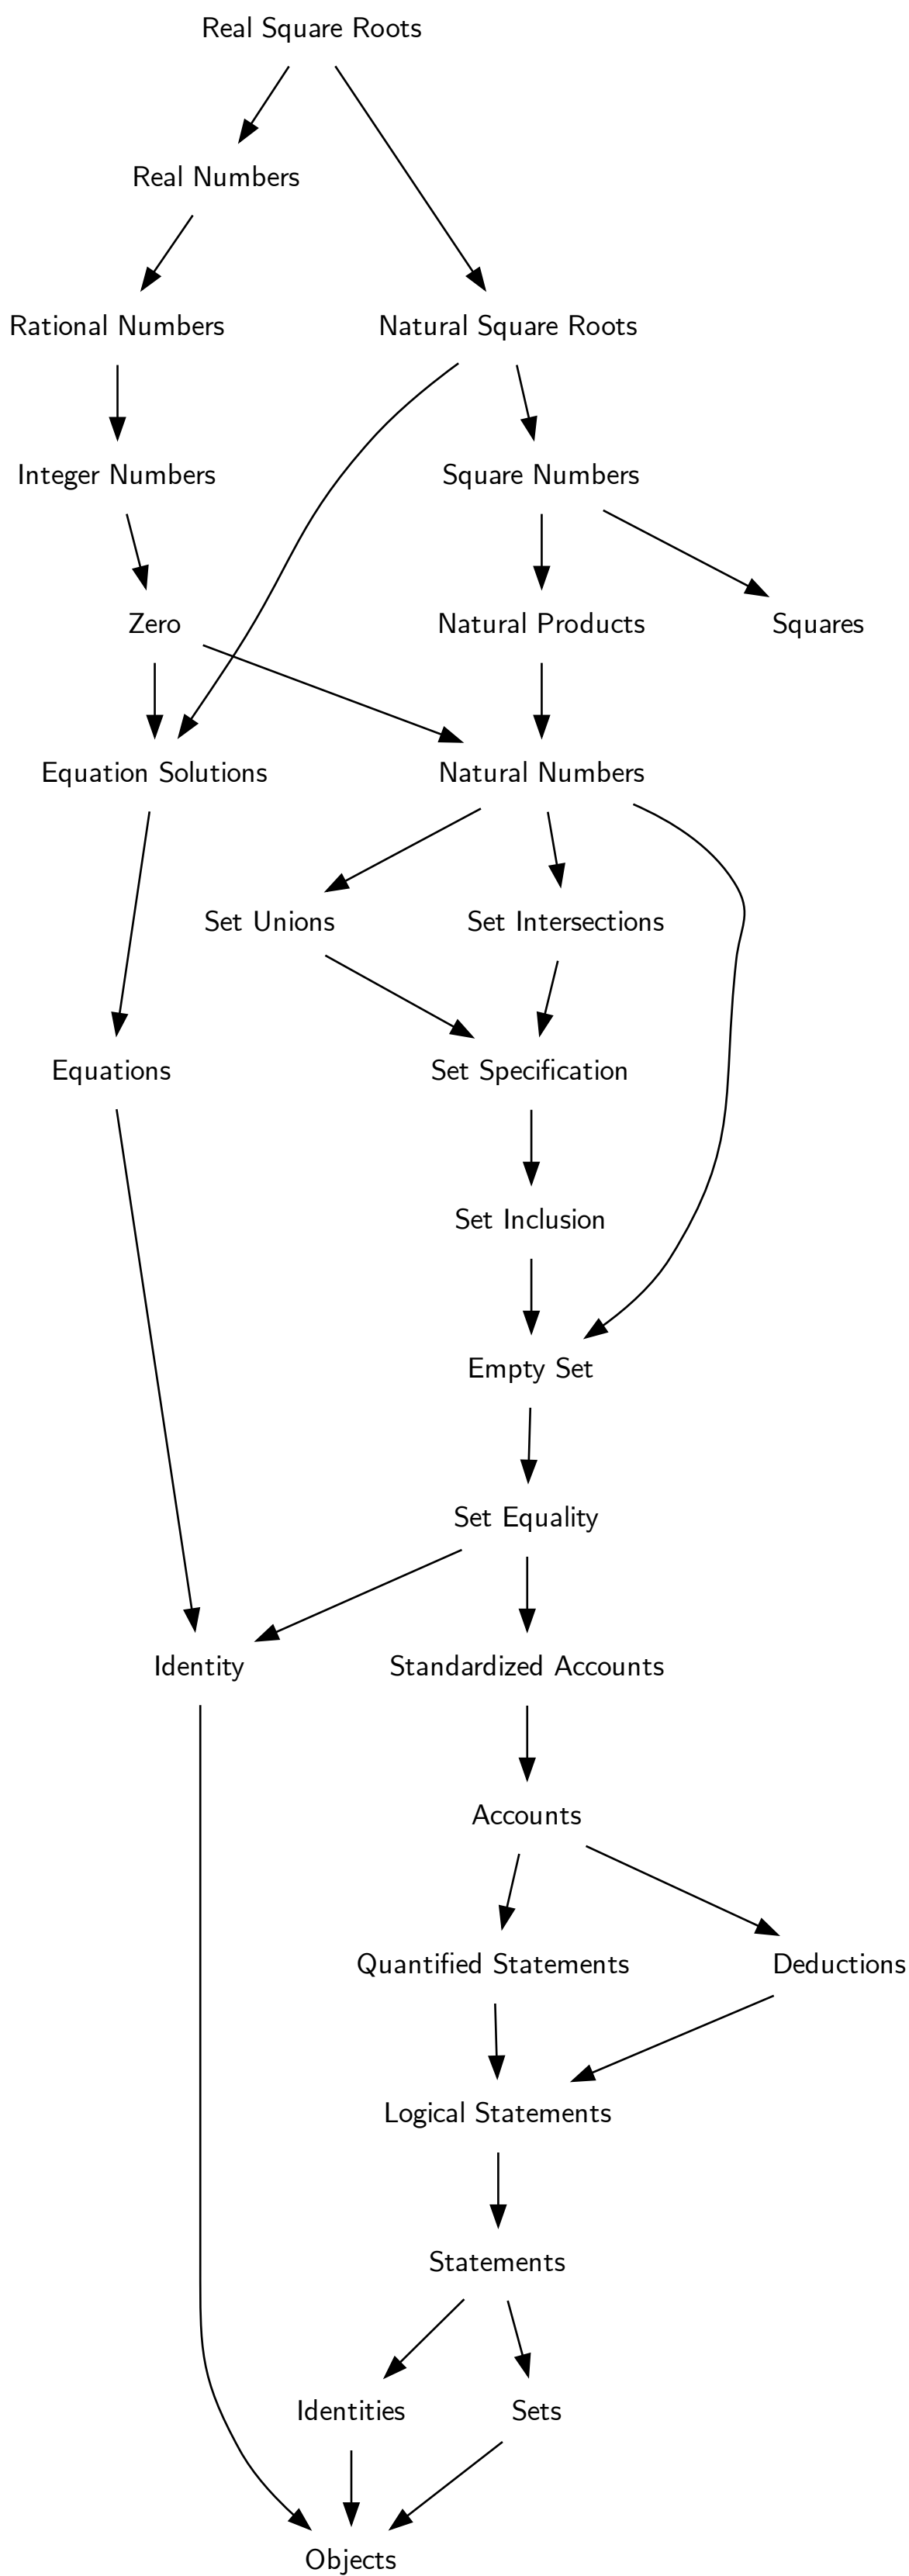 Real Square Roots
Real Numbers
Rational Numbers
Natural Square Roots
Integer Numbers
Square Numbers
Zero
Natural Products
Squares
Equation Solutions
Natural Numbers
Set Unions
Set Intersections
Equations
Set Specification
Set Inclusion
Empty Set
Set Equality
Identity
Standardized Accounts
Accounts
Quantified Statements
Deductions
Logical Statements
Statements
Identities
Sets
Objects